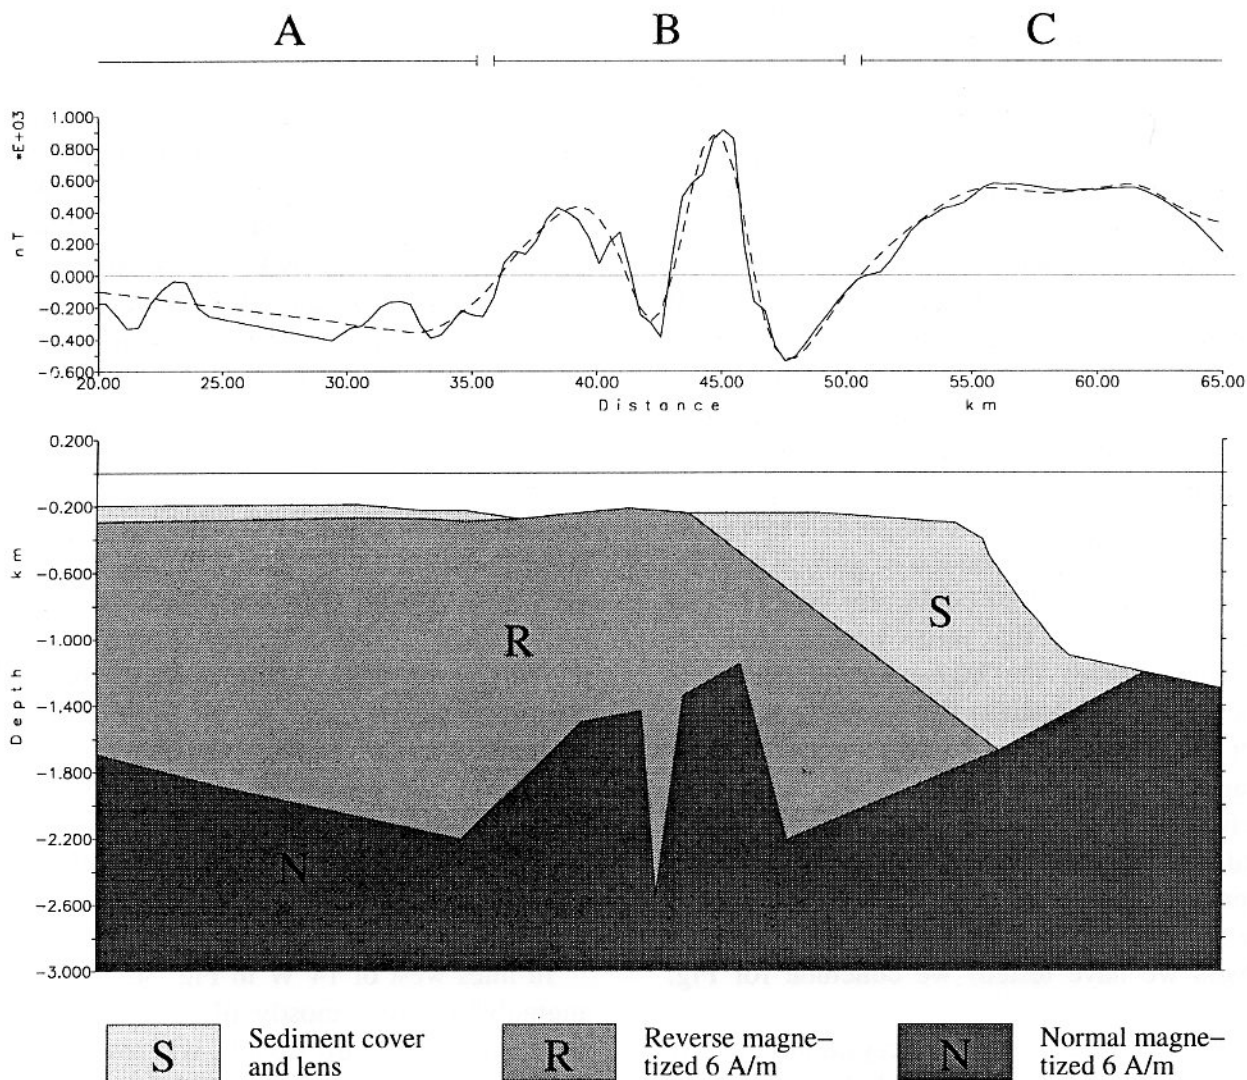 A B C
*E+03
nT
1.000
0.800
0.600
0.400
0.200
0.000
-0.200
-0.400
-0.600
20.00 25.00 30.00 35.00 40.00 45.00 50.00 55.00 60.00 65.00
Distance km
0.200
-0.200
-0.600
-1.000
-1.400
-1.800
-2.200
-2.600
-3.000
Depth km
S
R
N
S Sediment cover
and lens
R Reverse magne-
tized 6 A/m
N Normal magne-
tized 6 A/m